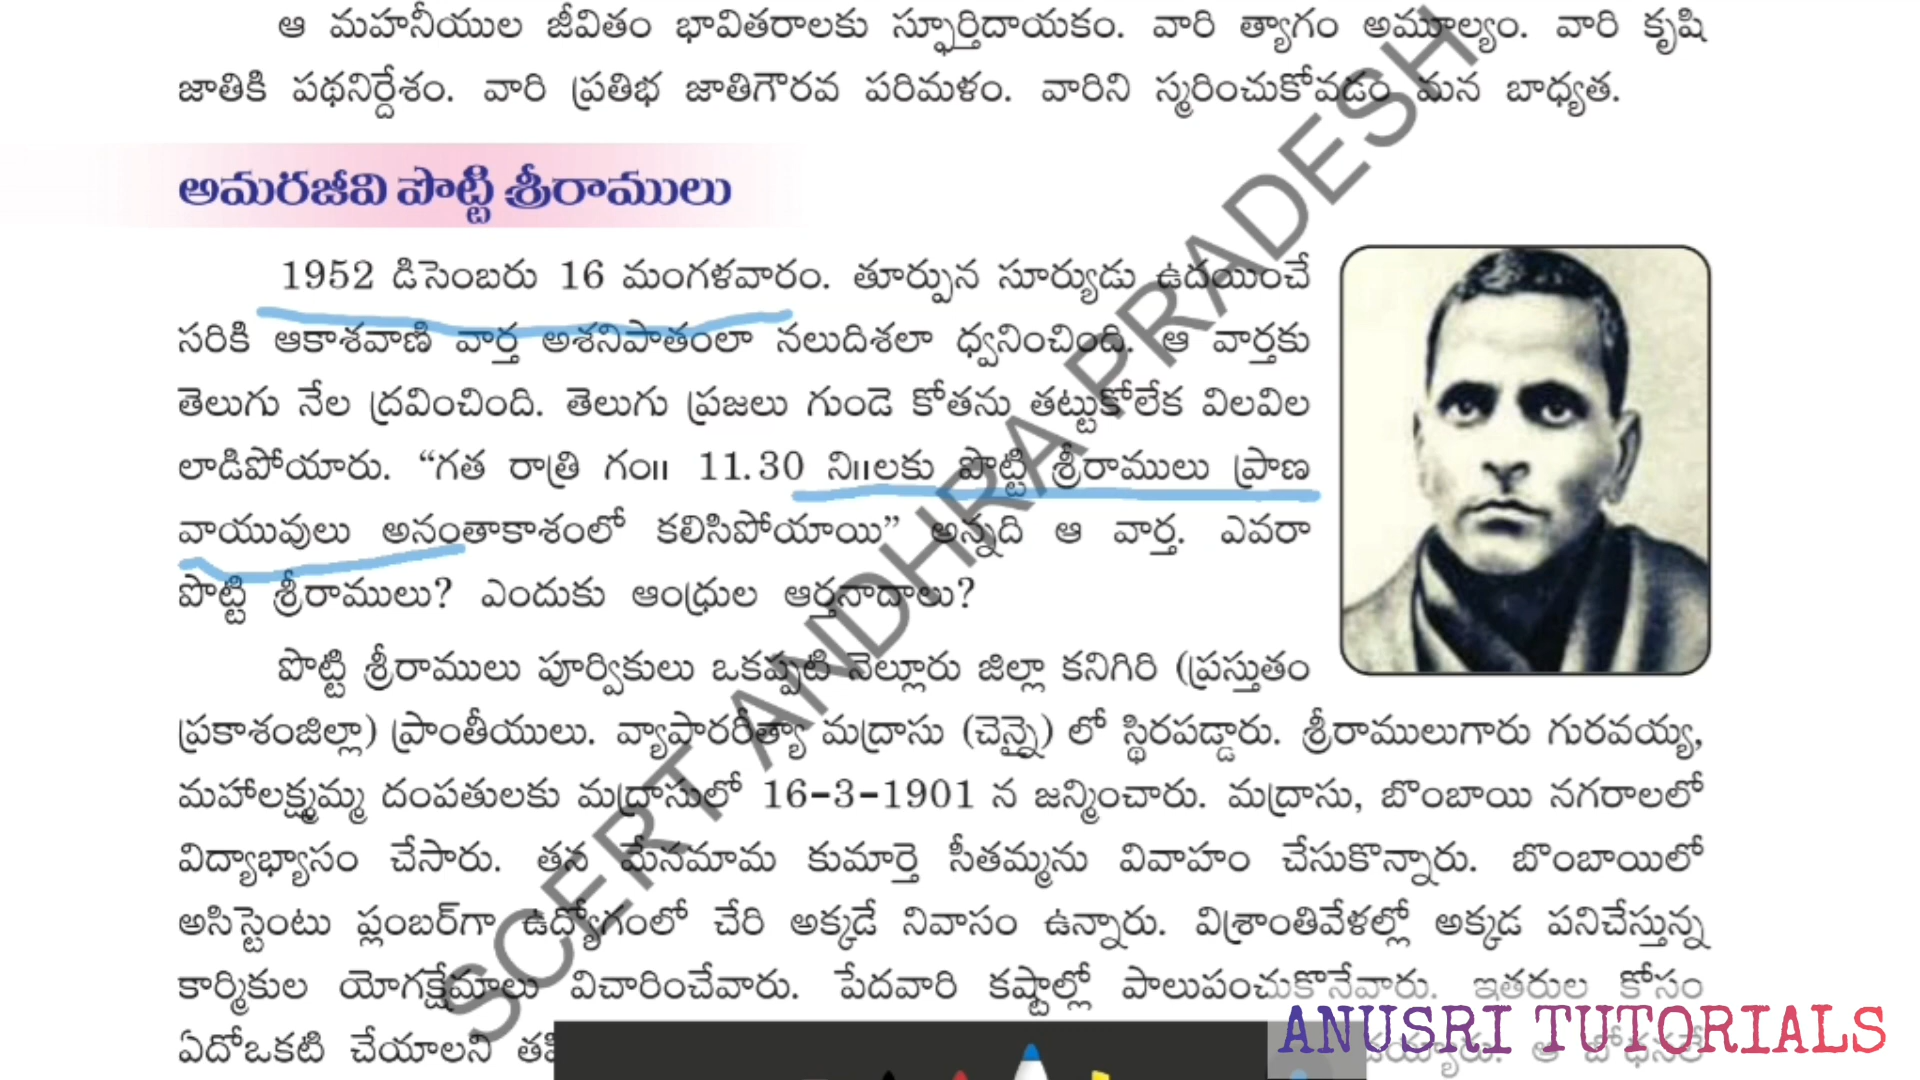 ఆ మహనీయుల జీవితం భావితరాలకు స్ఫూర్తిదాయకం. వారి త్యాగం అమూల్యం. వారి కృషి
జాతికి పథనిర్దేశం. వారి ప్రతిభ జాతిగౌరవ పరిమళం. వారిని స్మరించుకోవడం మన బాధ్యత.
అమరజీవి పొట్టి శ్రీరాములు
1952 డిసెంబరు 16 మంగళవారం. తూర్పున సూర్యుడు ఉదయించే
సరికి ఆకాశవాణి వార్త అశనిపాతంలా నలుదిశలా ధ్వనించింది. ఆ వార్తకు
తెలుగు నేల ద్రవించింది. తెలుగు ప్రజలు గుండె కోతను తట్టుకోలేక విలవిల
లాడిపోయారు. “గత రాత్రి గం॥ 11.30 ని॥లకు పొట్టి శ్రీరాములు ప్రాణ
వాయువులు అనంతాకాశంలో కలిసిపోయాయి” అన్నది ఆ వార్త. ఎవరా
పొట్టి శ్రీరాములు? ఎందుకు ఆంధ్రుల ఆర్తనాదాలు?
పొట్టి శ్రీరాములు పూర్వికులు ఒకప్పటి నెల్లూరు జిల్లా కనిగిరి (ప్రస్తుతం
ప్రకాశంజిల్లా) ప్రాంతీయులు. వ్యాపారరీత్యా మద్రాసు (చెన్నై) లో స్థిరపడ్డారు. శ్రీరాములుగారు గురవయ్య,
మహాలక్ష్మమ్మ దంపతులకు మద్రాసులో 16-3-1901 న జన్మించారు. మద్రాసు, బొంబాయి నగరాలలో
విద్యాభ్యాసం చేసారు. తన మేనమామ కుమార్తె సీతమ్మను వివాహం చేసుకొన్నారు. బొంబాయిలో
అసిస్టెంటు ప్లంబర్‌గా ఉద్యోగంలో చేరి అక్కడే నివాసం ఉన్నారు. విశ్రాంతివేళల్లో అక్కడ పనిచేస్తున్న
కార్మికుల యోగక్షేమాలు విచారించేవారు. పేదవారి కష్టాల్లో పాలుపంచుకొనేవారు. ఇతరుల కోసం
ఏదోఒకటి చేయాలని
SCERT ANDHRA PRADESH
ANUSRI TUTORIALS